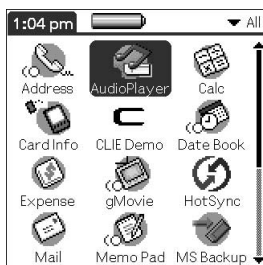 1:04 pm All
Address AudioPlayer Calc
Card Info CLIE Demo Date Book
Expense gMovie HotSync
Mail Memo Pad MS Backup